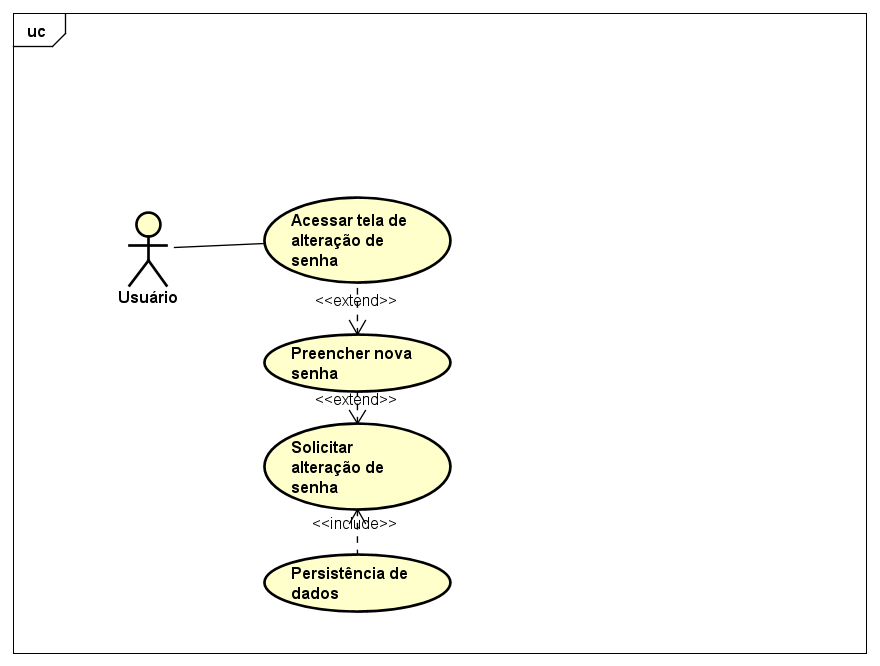 uc
Acessar tela de
alteração de
senha
Usuário
<<extend>>
Preencher nova
senha
<<extend>>
Solicitar
alteração de
senha
<<include>>
Persistência de
dados